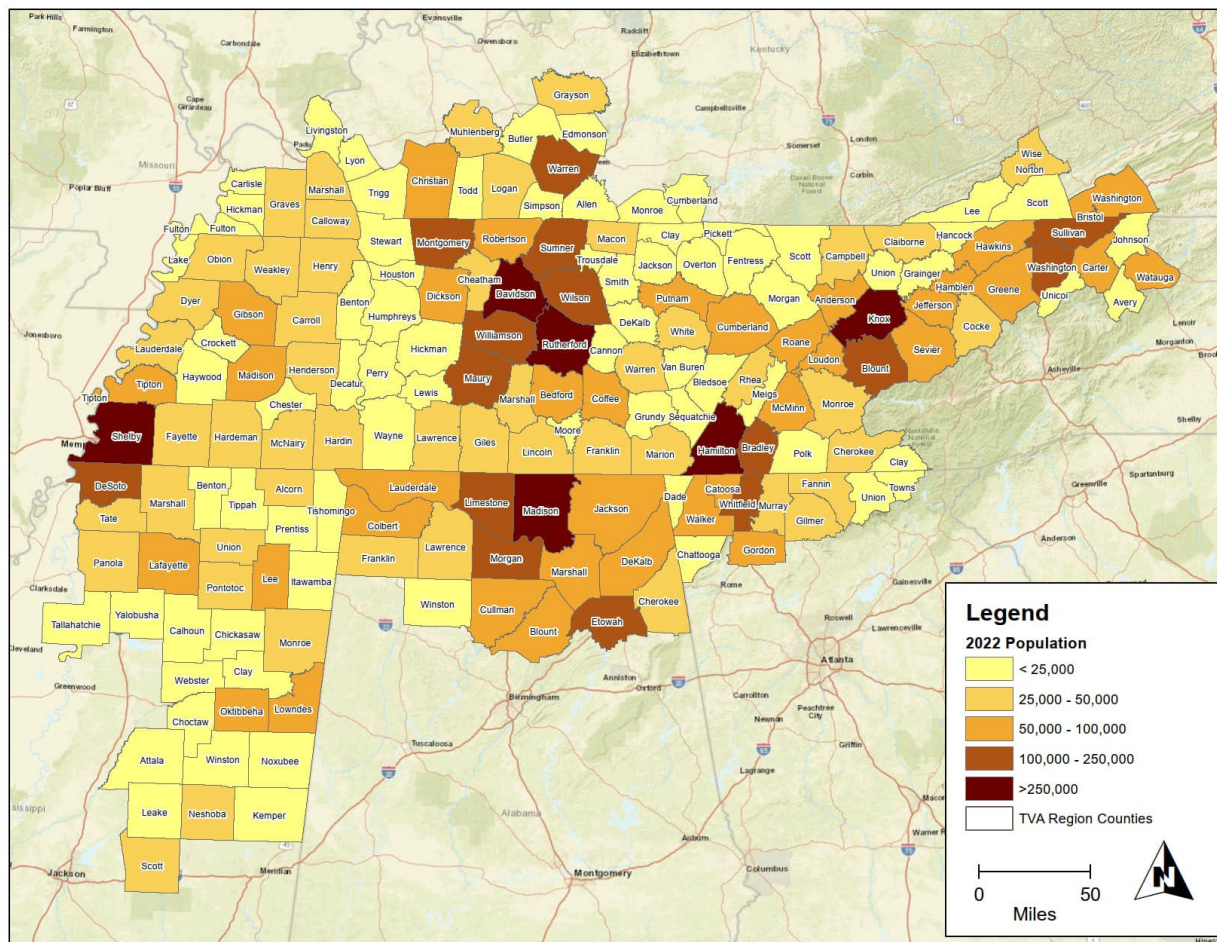 Park Hills
Farmington
Carbondale
Evansville
Owensboro
Radcliff
Elizabethtown
Kentucky
Cape
Girardeau
Campbellsville
Missouri
Poplar Bluff
Somerset
London
Corbin
Daniel Boone
National
Forest
Grayson
Muhlenberg
Butler
Edmonson
Livingston
Lyon
Warren
Wise
Norton
Carlisle
Marshall
Trigg
Christian
Todd
Logan
Simpson
Allen
Monroe
Cumberland
Scott
Washington
Hickman
Graves
Calloway
Lee
Bristol
Fulton
Fulton
Stewart
Montgomery
Robertson
Sumner
Macon
Clay
Pickett
Claiborne
Hancock
Sullivan
Johnson
Lake
Obion
Weakley
Henry
Houston
Cheatham
Trousdale
Jackson
Overton
Fentress
Scott
Campbell
Union
Grainger
Hawkins
Washington
Carter
Watauga
Dyer
Gibson
Carroll
Benton
Humphreys
Dickson
Davidson
Wilson
Smith
Putnam
Morgan
Anderson
Hamblen
Jefferson
Greene
Unicoi
Avery
Jonesboro
Lauderdale
Crockett
Williamson
Rutherford
Cannon
DeKalb
White
Cumberland
Roane
Knox
Cocke
Lenoir
Morganton
Haywood
Madison
Henderson
Decatur
Perry
Hickman
Lewis
Maury
Warren
Van Buren
Bledsoe
Rhea
Loudon
Blount
Sevier
Asheville
Tipton
Tipton
Chester
Marshall
Bedford
Coffee
Grundy
Sequatchie
Meigs
McMinn
Monroe
Shelby
Shelby
Fayette
Hardeman
McNairy
Hardin
Wayne
Lawrence
Giles
Moore
Lincoln
Franklin
Marion
Hamilton
Bradley
Polk
Cherokee
Clay
DeSoto
Benton
Tippah
Alcorn
Tishomingo
Lauderdale
Limestone
Madison
Jackson
Dade
Catoosa
Fannin
Union
Towns
Spartanburg
Greenville
Marshall
Prentiss
Colbert
Walker
Whitfield
Murray
Gilmer
Tate
Union
Franklin
Lawrence
Morgan
Marshall
DeKalb
Chattooga
Gordon
Anderson
Panola
Lafayette
Pontotoc
Lee
Itawamba
Rome
Gainesville
Clarksdale
Tallahatchie
Yalobusha
Calhoun
Chickasaw
Monroe
Winston
Cullman
Blount
Etowah
Cherokee
Cleveland
Roswell
Lawrenceville
Greenwood
Webster
Clay
Anniston
Oxford
Atlanta
Choctaw
Oktibbeha
Lowndes
Birmingham
Carrollton
Newnan
Peachtree
City
Griffin
Tuscaloosa
Attala
Winston
Noxubee
Lagrange
Alabama
Leake
Neshoba
Kemper
Auburn
Scott
Jackson
Meridian
Montgomery
Columbus
Legend
2022 Population
< 25,000
25,000 - 50,000
50,000 - 100,000
100,000 - 250,000
>250,000
TVA Region Counties
0
50
Miles
N